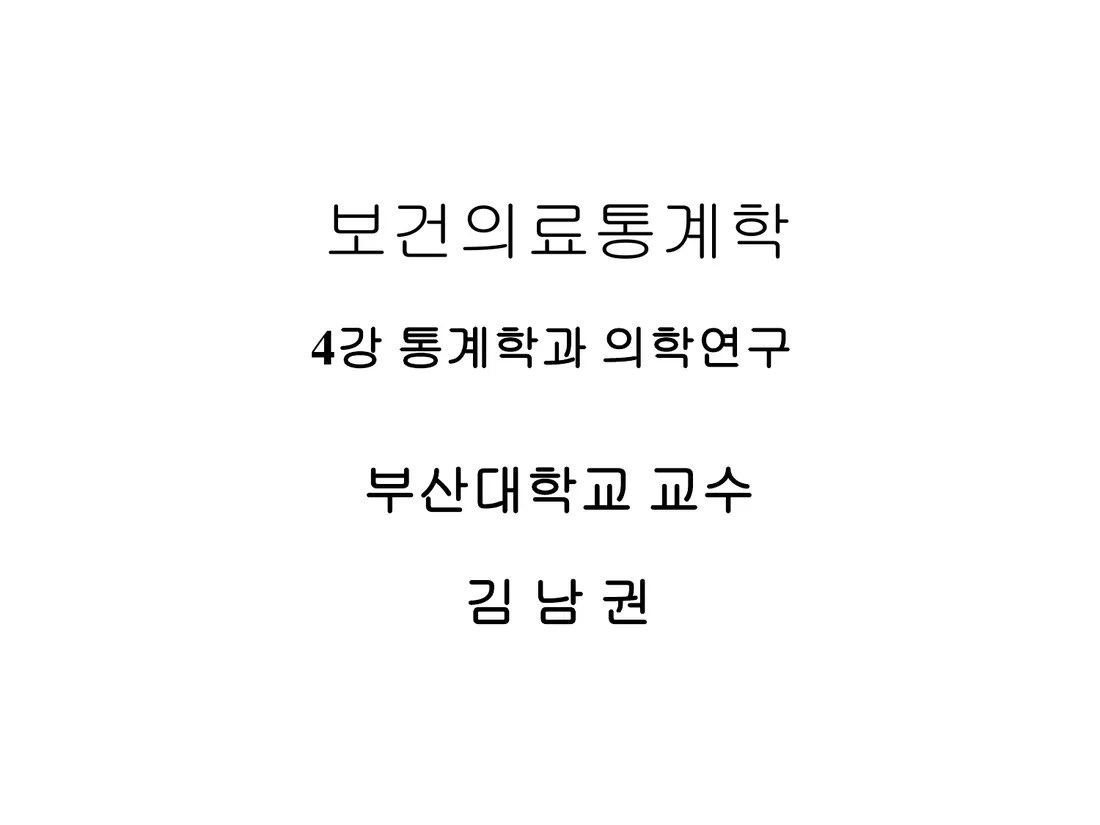 보건의료통계학
4강 통계학과 의학연구
부산대학교 교수
김 남 권